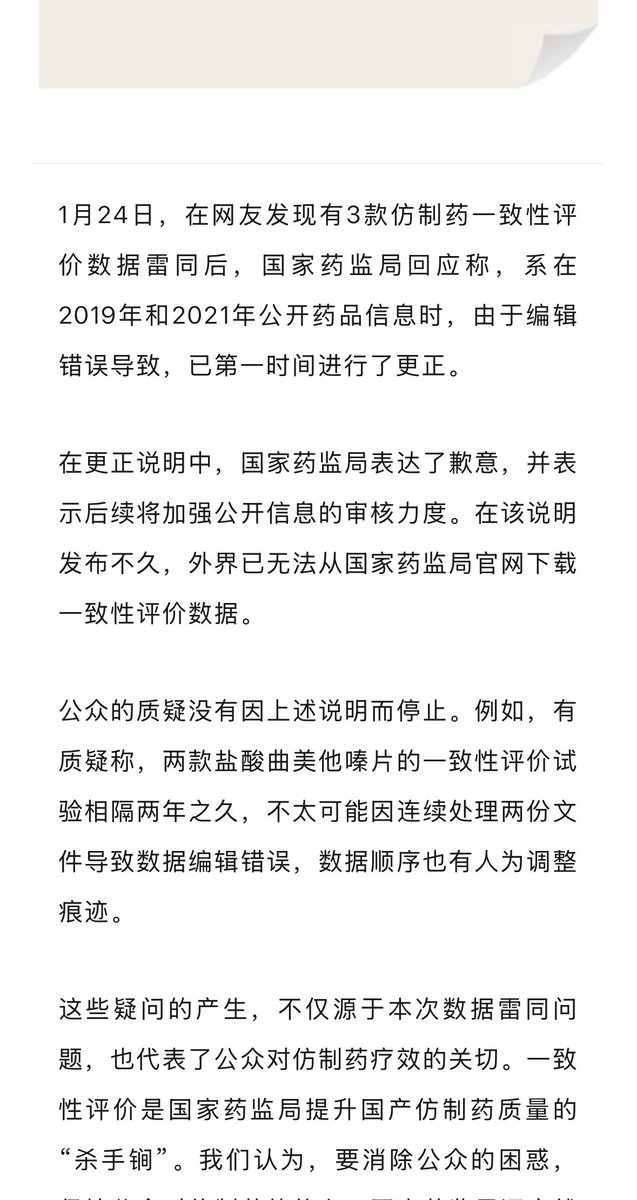 1月24日，在网友发现有3款仿制药一致性评
价数据雷同后，国家药监局回应称，系在
2019年和2021年公开药品信息时，由于编辑
错误导致，已第一时间进行了更正。
在更正说明中，国家药监局表达了歉意，并表
示后续将加强公开信息的审核力度。在该说明
发布不久，外界已无法从国家药监局官网下载
一致性评价数据。
公众的质疑没有因上述说明而停止。例如，有
质疑称，两款盐酸曲美他嗪片的一致性评价试
验相隔两年之久，不太可能因连续处理两份文
件导致数据编辑错误，数据顺序也有人为调整
痕迹。
这些疑问的产生，不仅源于本次数据雷同问
题，也代表了公众对仿制药疗效的关切。一致
性评价是国家药监局提升国产仿制药质量的
“杀手锏”。我们认为，要消除公众的困惑，